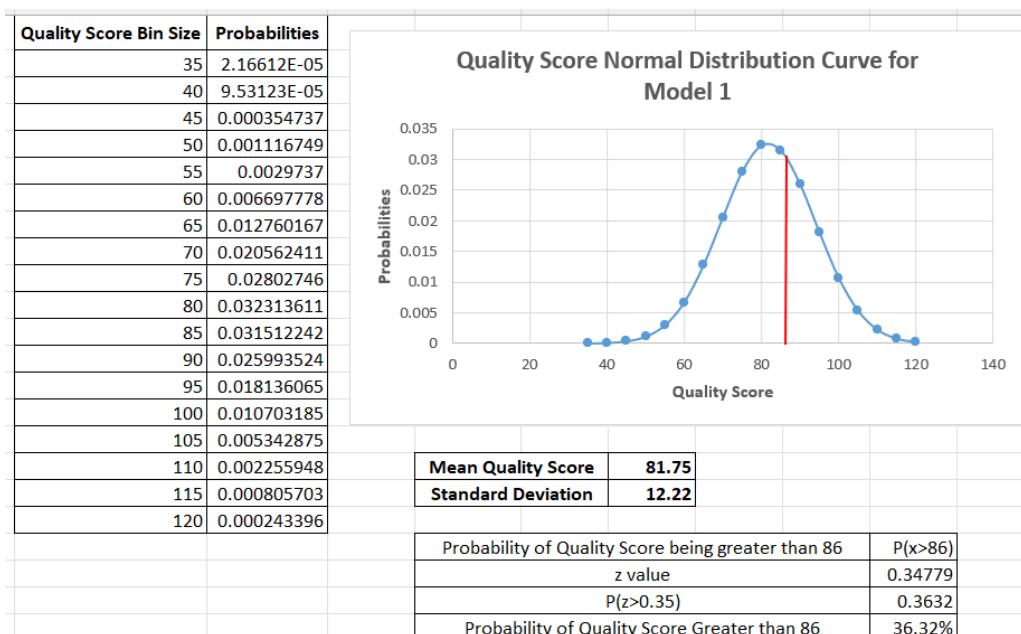 Quality Score Bin Size Probabilities
35 2.16612E-05
40 9.53123E-05
45 0.000354737
50 0.001116749
55 0.0029737
60 0.006697778
65 0.012760167
70 0.020562411
75 0.02802746
80 0.032313611
85 0.031512242
90 0.025993524
95 0.018136065
100 0.010703185
105 0.005342875
110 0.002255948
115 0.000805703
120 0.000243396
Quality Score Normal Distribution Curve for
Model 1
Probabilities
0.035
0.03
0.025
0.02
0.015
0.01
0.005
0
0 20 40 60 80 100 120 140
Quality Score
Mean Quality Score 81.75
Standard Deviation 12.22
Probability of Quality Score being greater than 86 P(x>86)
z value 0.34779
P(z>0.35) 0.3632
Probability of Quality Score Greater than 86 36.32%